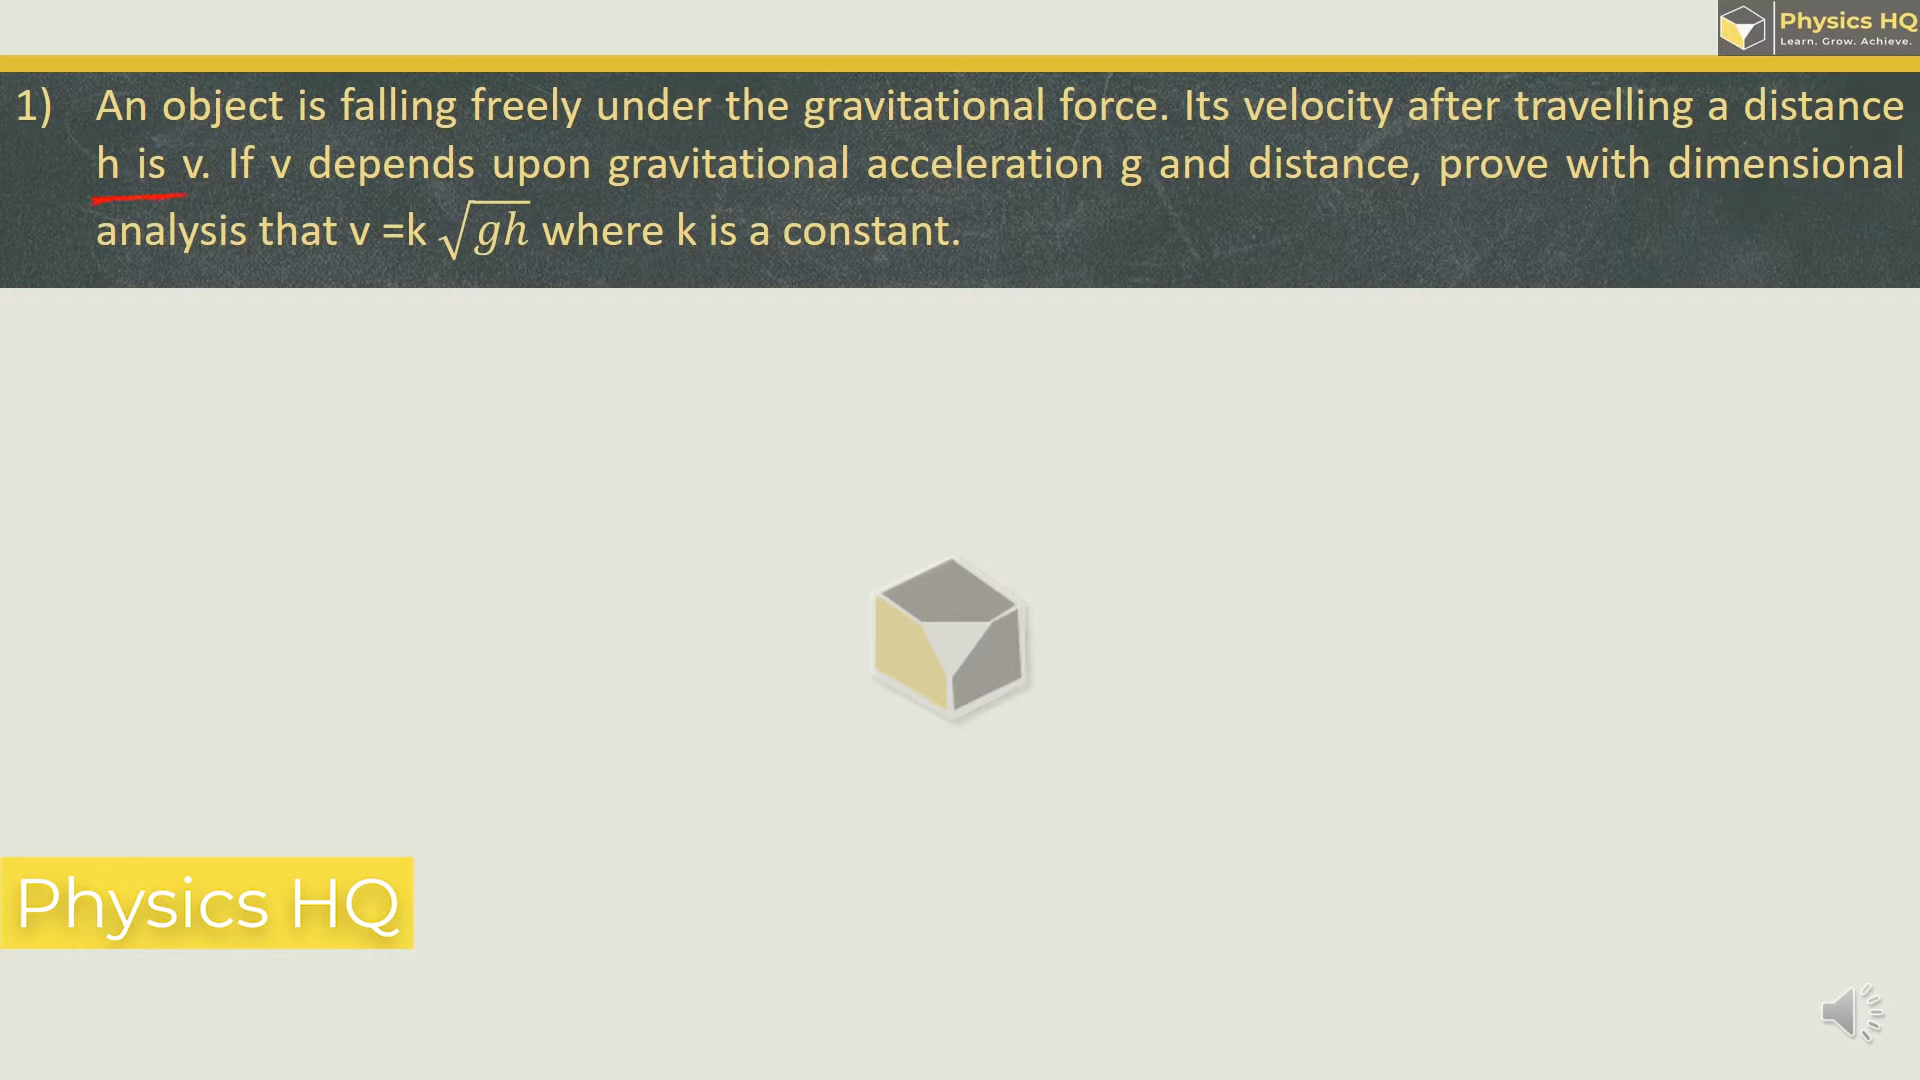 Physics HQ
Learn. Grow. Achieve.
1) An object is falling freely under the gravitational force. Its velocity after travelling a distance
h is v. If v depends upon gravitational acceleration g and distance, prove with dimensional
analysis that v =k √gh where k is a constant.
Physics HQ